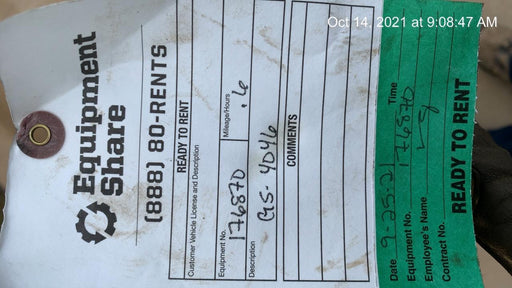 Oct 14, 2021 at 9:08:47 AM
Equipment
Share
(888) 80-RENTS
READY TO RENT
Customer Vehicle License and Description
Equipment No. Mileage/Hours
176870 .6
Description
GS-4046
COMMENTS
Date 9-25-21 Time
Equipment No. 176870
Employee's Name
Contract No.
READY TO RENT